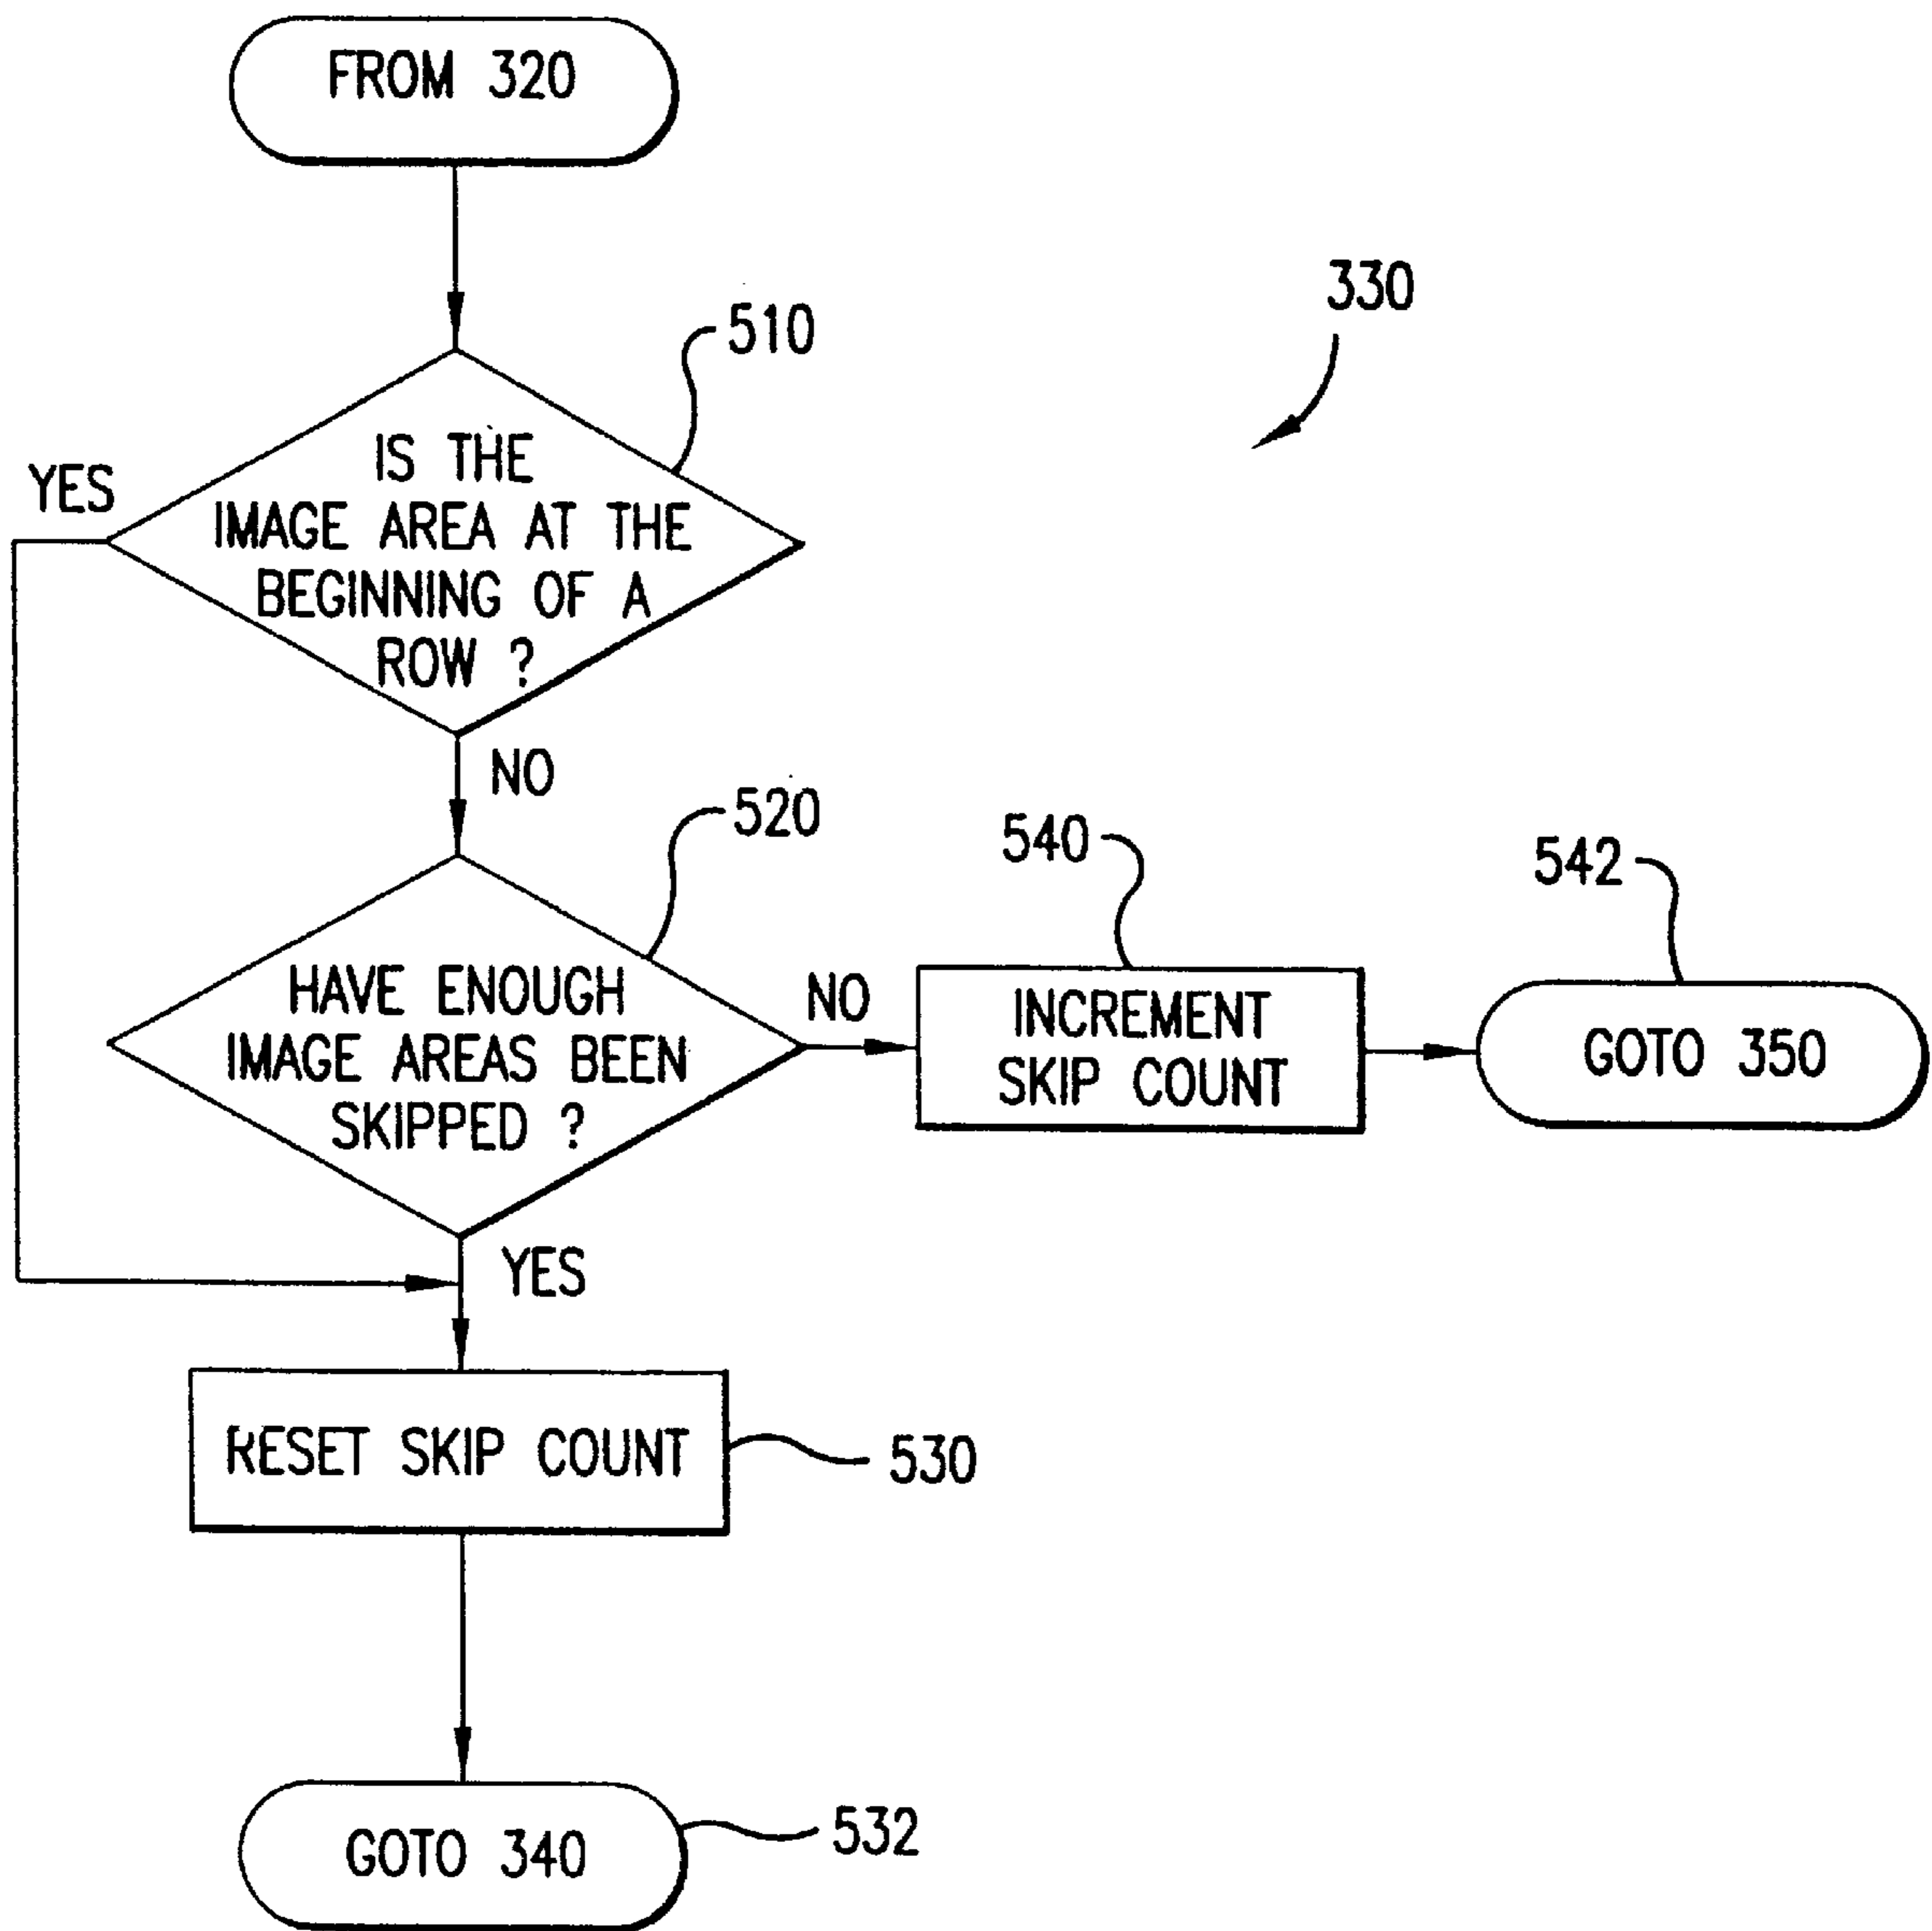 FROM 320
330
510
IS THE
IMAGE AREA AT THE
BEGINNING OF A
ROW ?
YES
NO
520
HAVE ENOUGH
IMAGE AREAS BEEN
SKIPPED ?
NO
540
INCREMENT
SKIP COUNT
542
GOTO 350
YES
RESET SKIP COUNT
530
GOTO 340
532